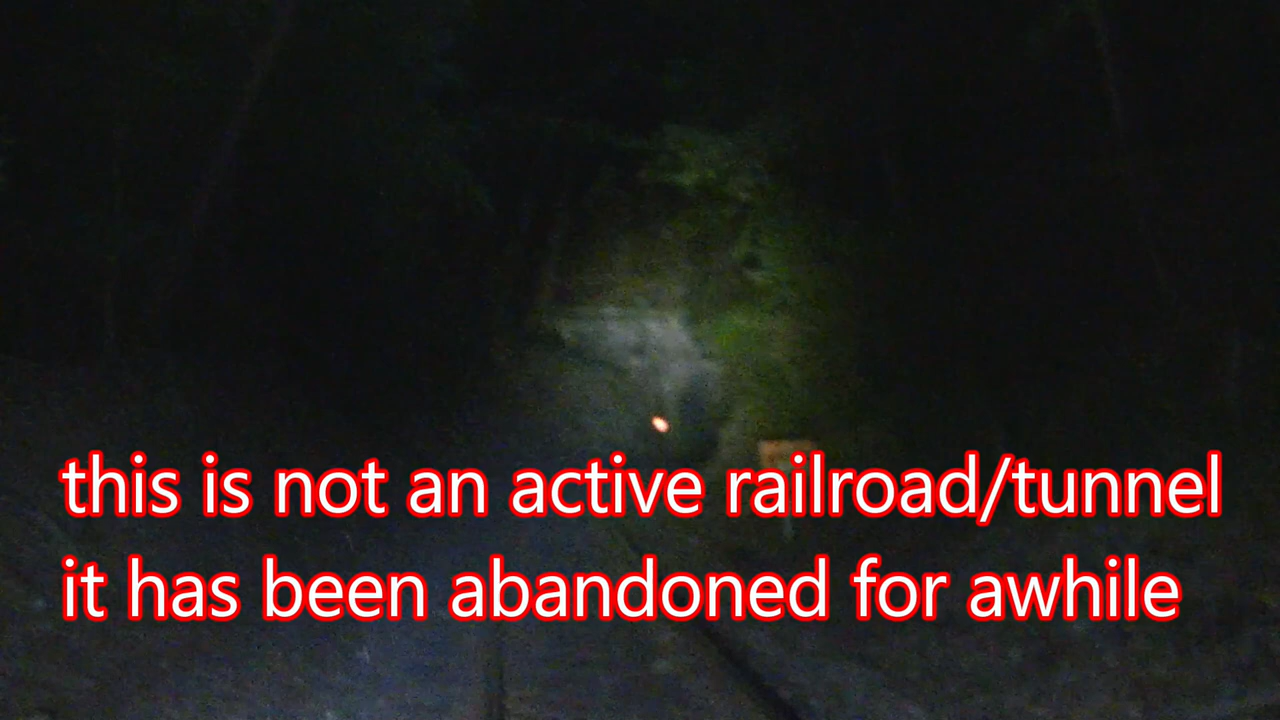 this is not an active railroad/tunnel
it has been abandoned for awhile